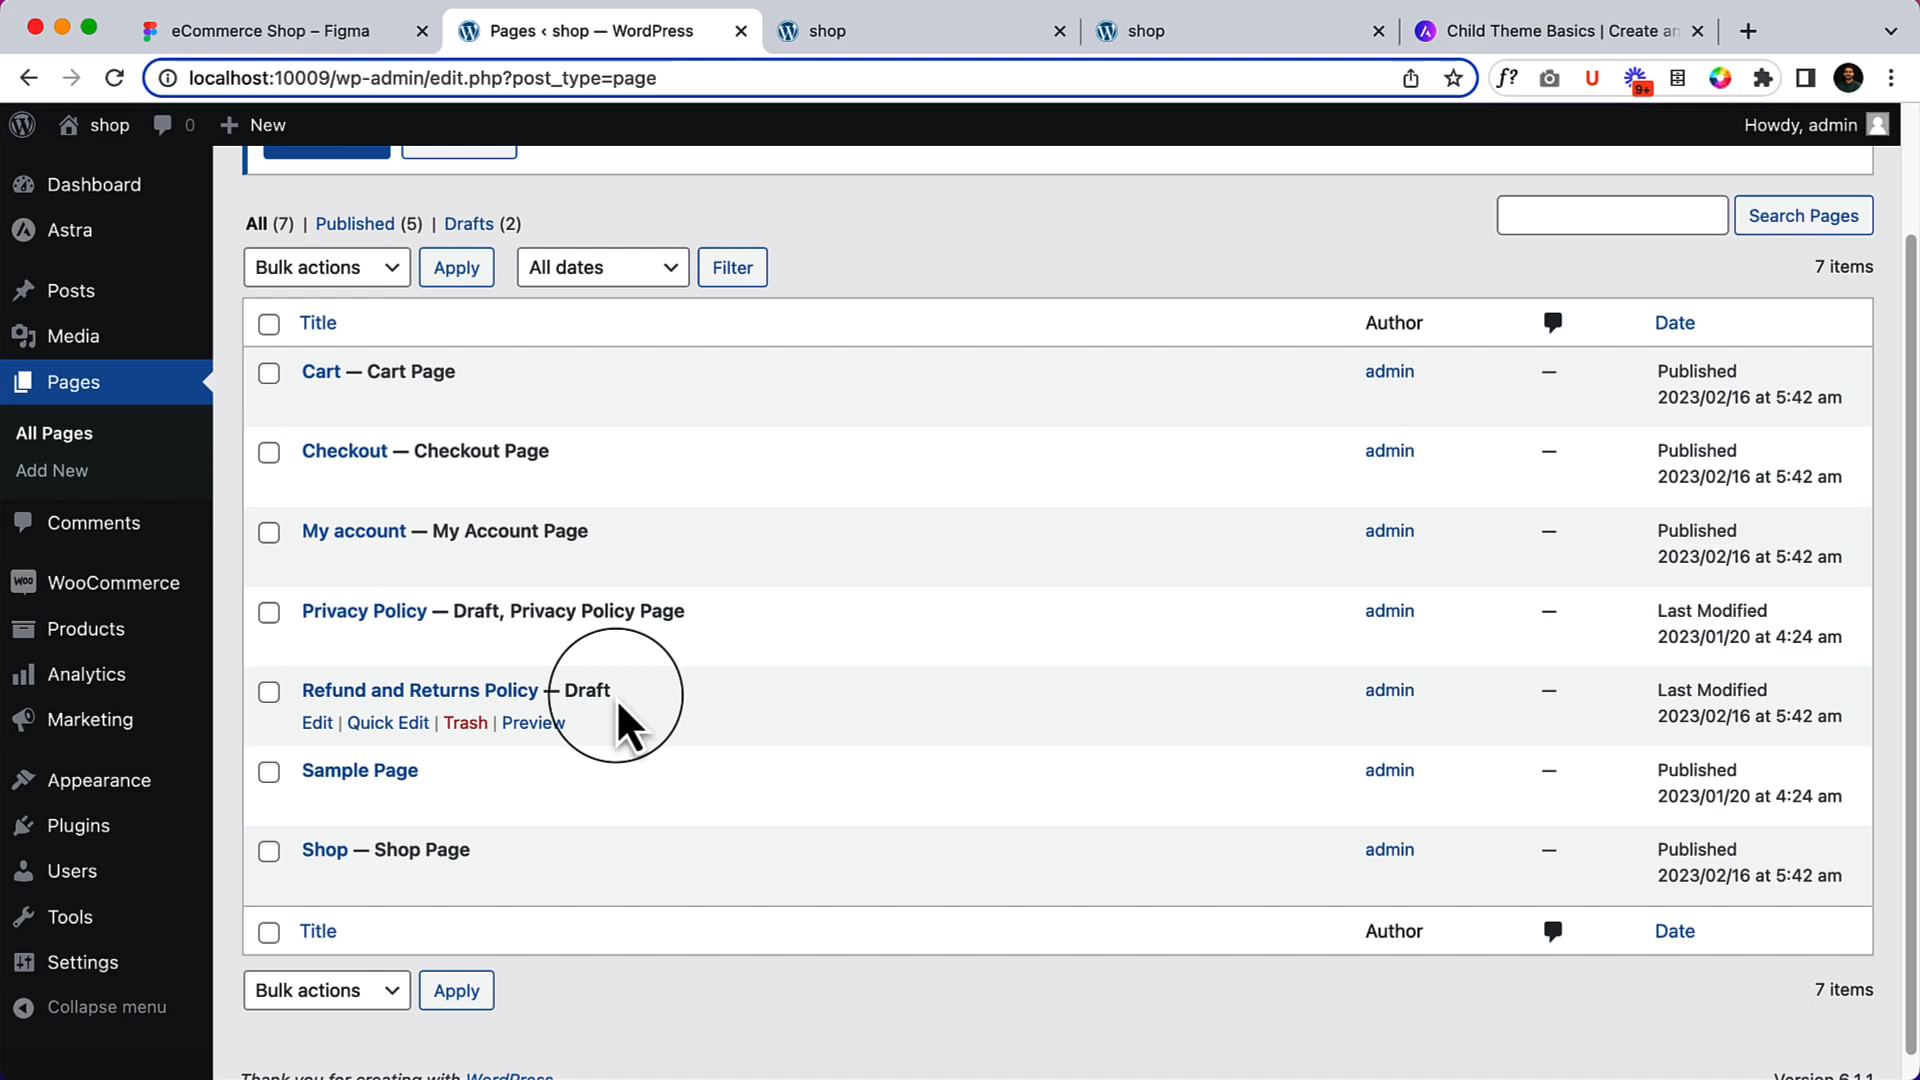 eCommerce Shop – Figma
Pages ‹ shop — WordPress
shop
shop
Child Theme Basics | Create an
localhost:10009/wp-admin/edit.php?post_type=page
f?
U
9+
shop
0
New
Howdy, admin
Dashboard
Astra
Posts
Media
Pages
All Pages
Add New
Comments
WooCommerce
Products
Analytics
Marketing
Appearance
Plugins
Users
Tools
Settings
Collapse menu
All (7) | Published (5) | Drafts (2)
Search Pages
Bulk actions Apply All dates Filter
7 items
Title Author Date
Cart — Cart Page admin — Published
2023/02/16 at 5:42 am
Checkout — Checkout Page admin — Published
2023/02/16 at 5:42 am
My account — My Account Page admin — Published
2023/02/16 at 5:42 am
Privacy Policy — Draft, Privacy Policy Page admin — Last Modified
2023/01/20 at 4:24 am
Refund and Returns Policy — Draft admin — Last Modified
Edit | Quick Edit | Trash | Preview 2023/02/16 at 5:42 am
Sample Page admin — Published
2023/01/20 at 4:24 am
Shop — Shop Page admin — Published
2023/02/16 at 5:42 am
Title Author Date
Bulk actions Apply
7 items
Thank you for creating with WordPress
Version 6.1.1